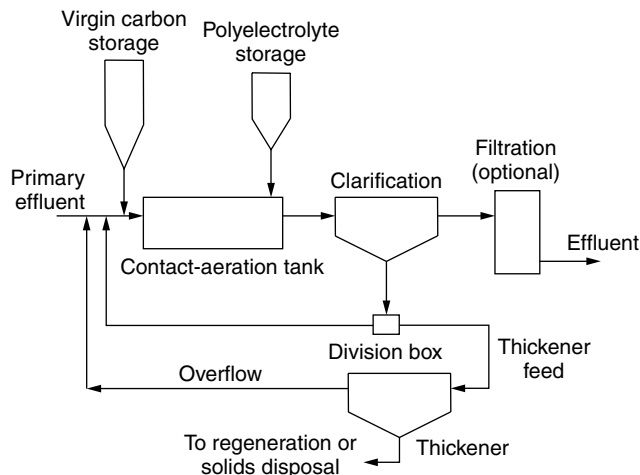 Virgin carbon
storage
Polyelectrolyte
storage
Filtration
(optional)
Primary
effluent
Clarification
Contact-aeration tank
Effluent
Division box
Thickener
feed
Overflow
To regeneration or
solids disposal
Thickener